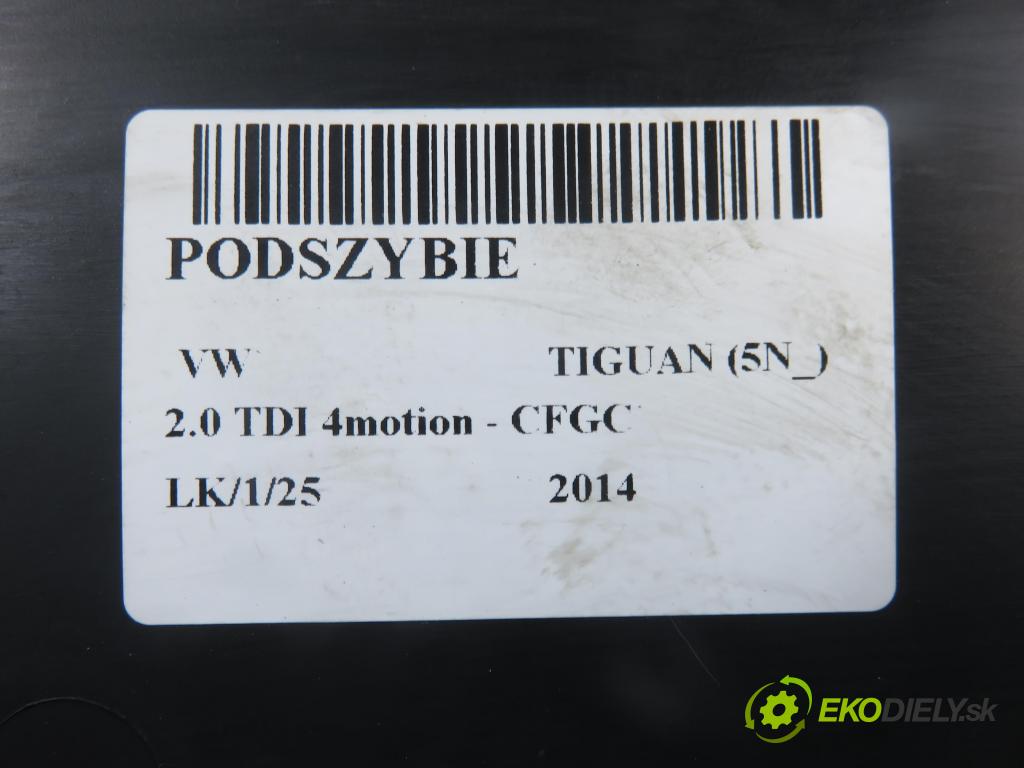 PODSZYBIE
VW TIGUAN (5N_)
2.0 TDI 4motion - CFGC
LK/1/25 2014
EKODIELY.sk